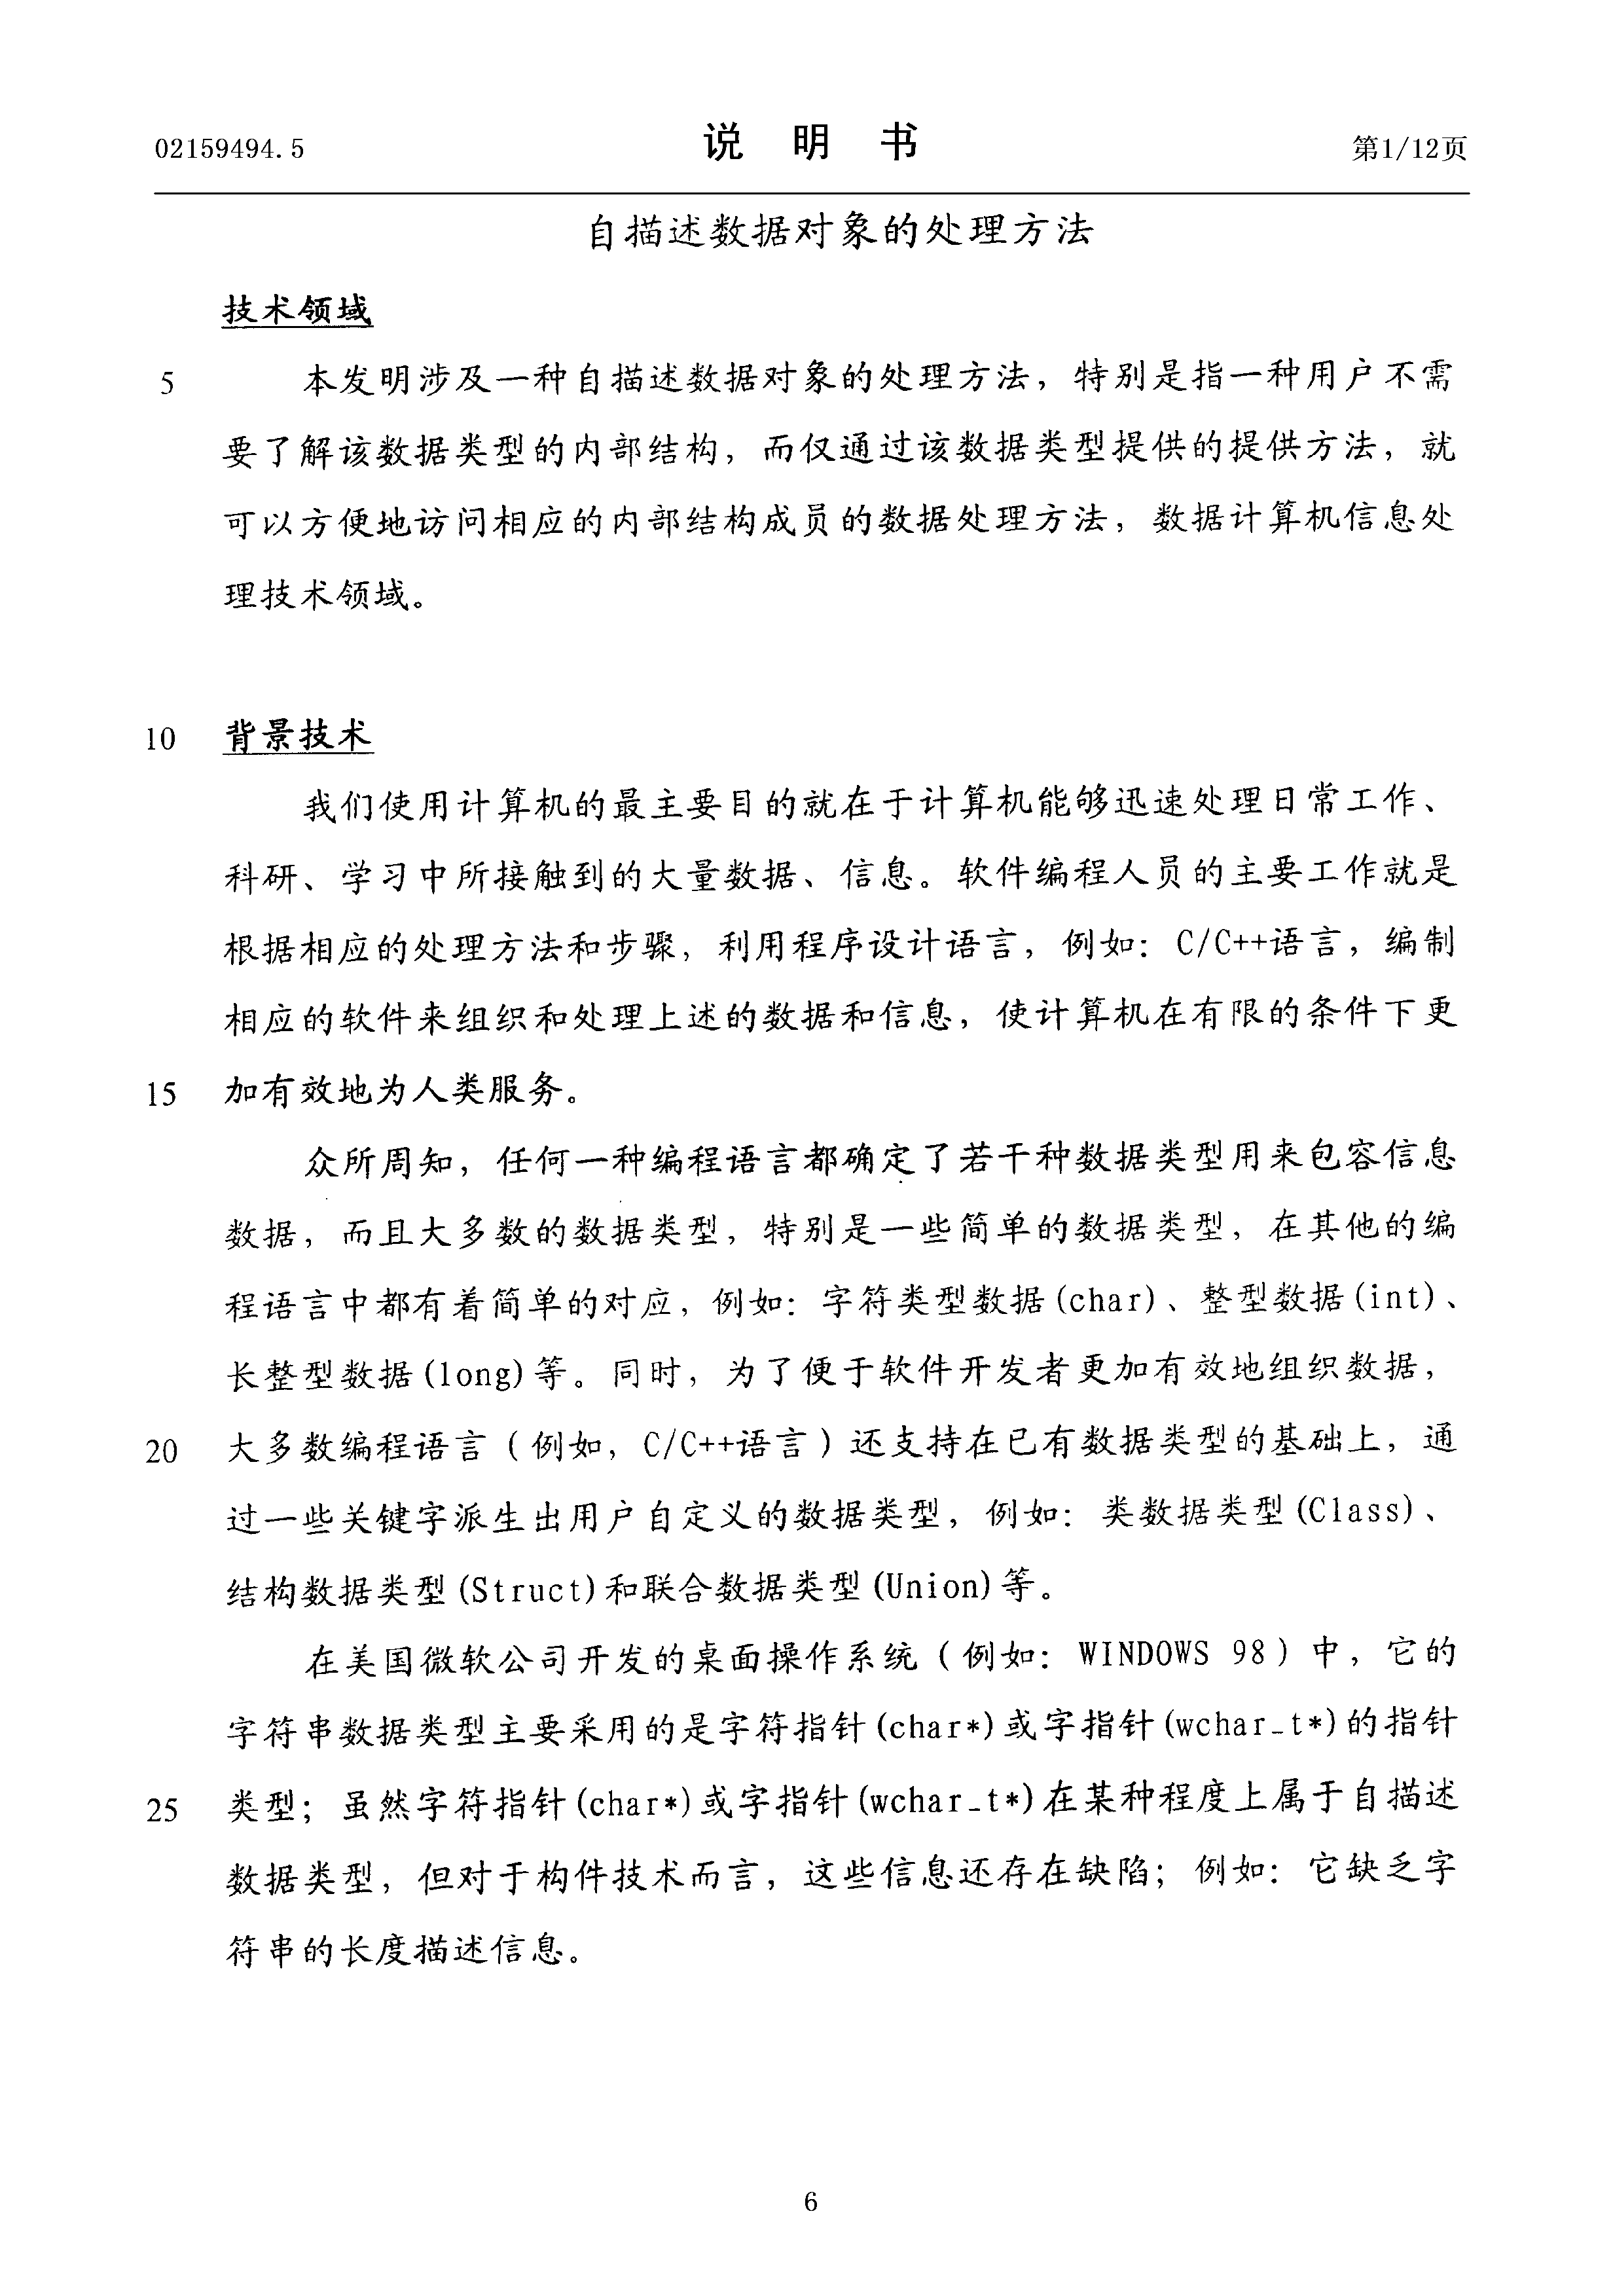 02159494.5
说 明 书
第1/12页
自描述数据对象的处理方法
技术领域
5 本发明涉及一种自描述数据对象的处理方法，特别是指一种用户不需
要了解该数据类型的内部结构，而仅通过该数据类型提供的提供方法，就
可以方便地访问相应的内部结构成员的数据处理方法，数据计算机信息处
理技术领域。
10 背景技术
我们使用计算机的最主要目的就在于计算机能够迅速处理日常工作、
科研、学习中所接触到的大量数据、信息。软件编程人员的主要工作就是
根据相应的处理方法和步骤，利用程序设计语言，例如：C/C++语言，编制
相应的软件来组织和处理上述的数据和信息，使计算机在有限的条件下更
15 加有效地为人类服务。
众所周知，任何一种编程语言都确定了若干种数据类型用来包容信息
数据，而且大多数的数据类型，特别是一些简单的数据类型，在其他的编
程语言中都有着简单的对应，例如：字符类型数据(char)、整型数据(int)、
长整型数据(long)等。同时，为了便于软件开发者更加有效地组织数据，
20 大多数编程语言（例如，C/C++语言）还支持在已有数据类型的基础上，通
过一些关键字派生出用户自定义的数据类型，例如：类数据类型(Class)、
结构数据类型(Struct)和联合数据类型(Union)等。
在美国微软公司开发的桌面操作系统（例如：WINDOWS 98）中，它的
字符串数据类型主要采用的是字符指针(char*)或字指针(wchar_t*)的指针
25 类型；虽然字符指针(char*)或字指针(wchar_t*)在某种程度上属于自描述
数据类型，但对于构件技术而言，这些信息还存在缺陷；例如：它缺乏字
符串的长度描述信息。
6